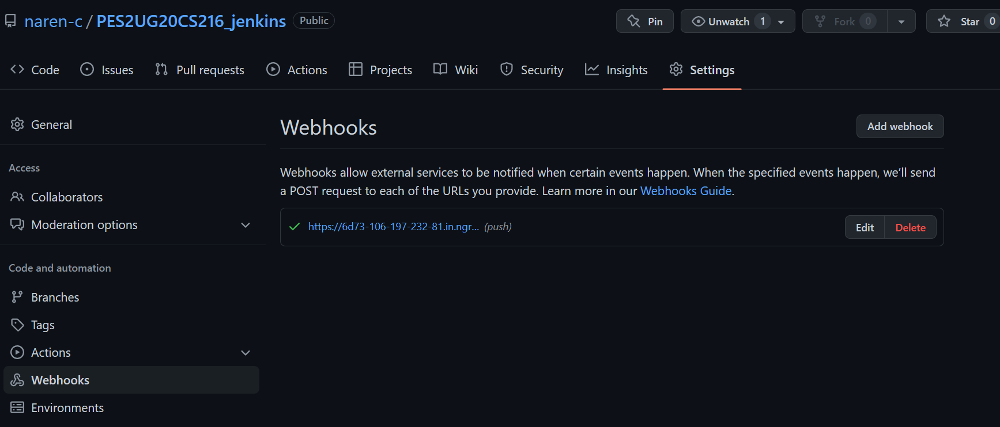 naren-c / PES2UG20CS216_jenkins Public Pin Unwatch 1 Fork 0 Star 0
Code Issues Pull requests Actions Projects Wiki Security Insights Settings
General
Access
Collaborators
Moderation options
Code and automation
Branches
Tags
Actions
Webhooks
Environments
Webhooks Add webhook
Webhooks allow external services to be notified when certain events happen. When the specified events happen, we’ll send
a POST request to each of the URLs you provide. Learn more in our Webhooks Guide.
https://6d73-106-197-232-81.in.ngr... (push) Edit Delete